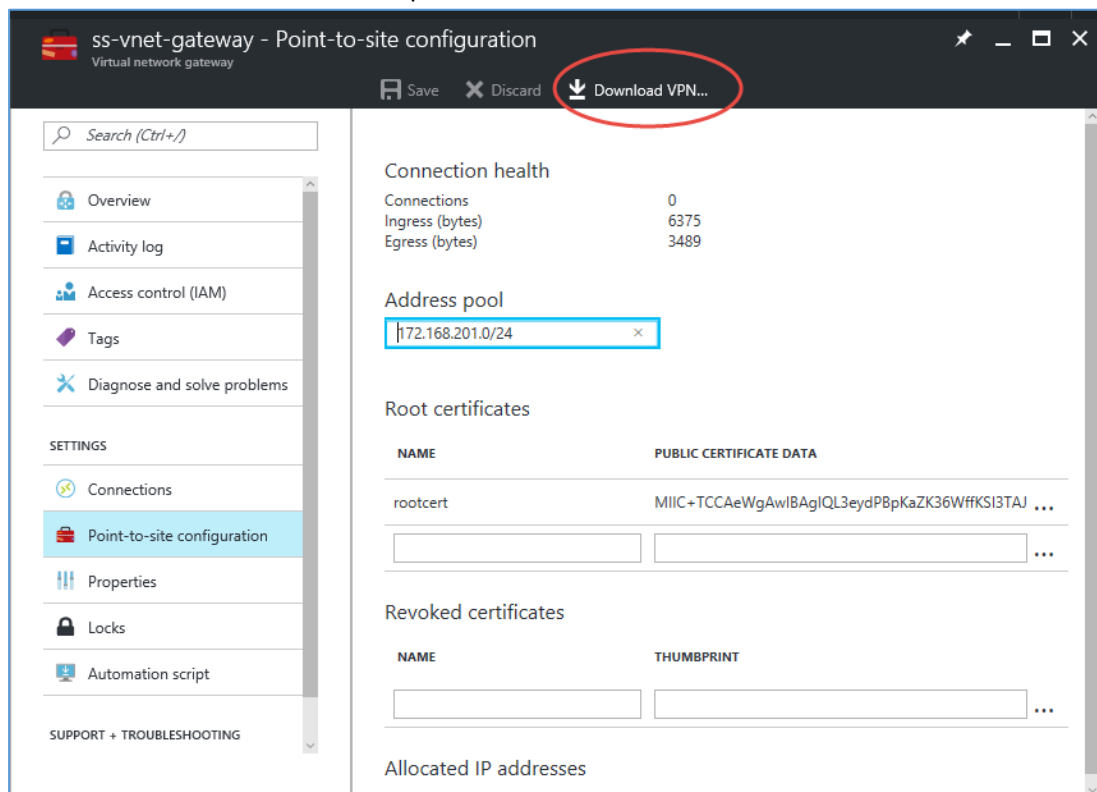 ss-vnet-gateway - Point-to-site configuration
Virtual network gateway
Save Discard Download VPN...
Search (Ctrl+/)
Overview
Activity log
Access control (IAM)
Tags
Diagnose and solve problems
SETTINGS
Connections
Point-to-site configuration
Properties
Locks
Automation script
SUPPORT + TROUBLESHOOTING
Connection health
Connections 0
Ingress (bytes) 6375
Egress (bytes) 3489
Address pool
172.168.201.0/24
Root certificates
NAME PUBLIC CERTIFICATE DATA
rootcert MIIC+TCCAeWgAwIBAgIQL3eydPBpKaZK36WffKSI3TAJ ...
...
Revoked certificates
NAME THUMBPRINT
...
Allocated IP addresses